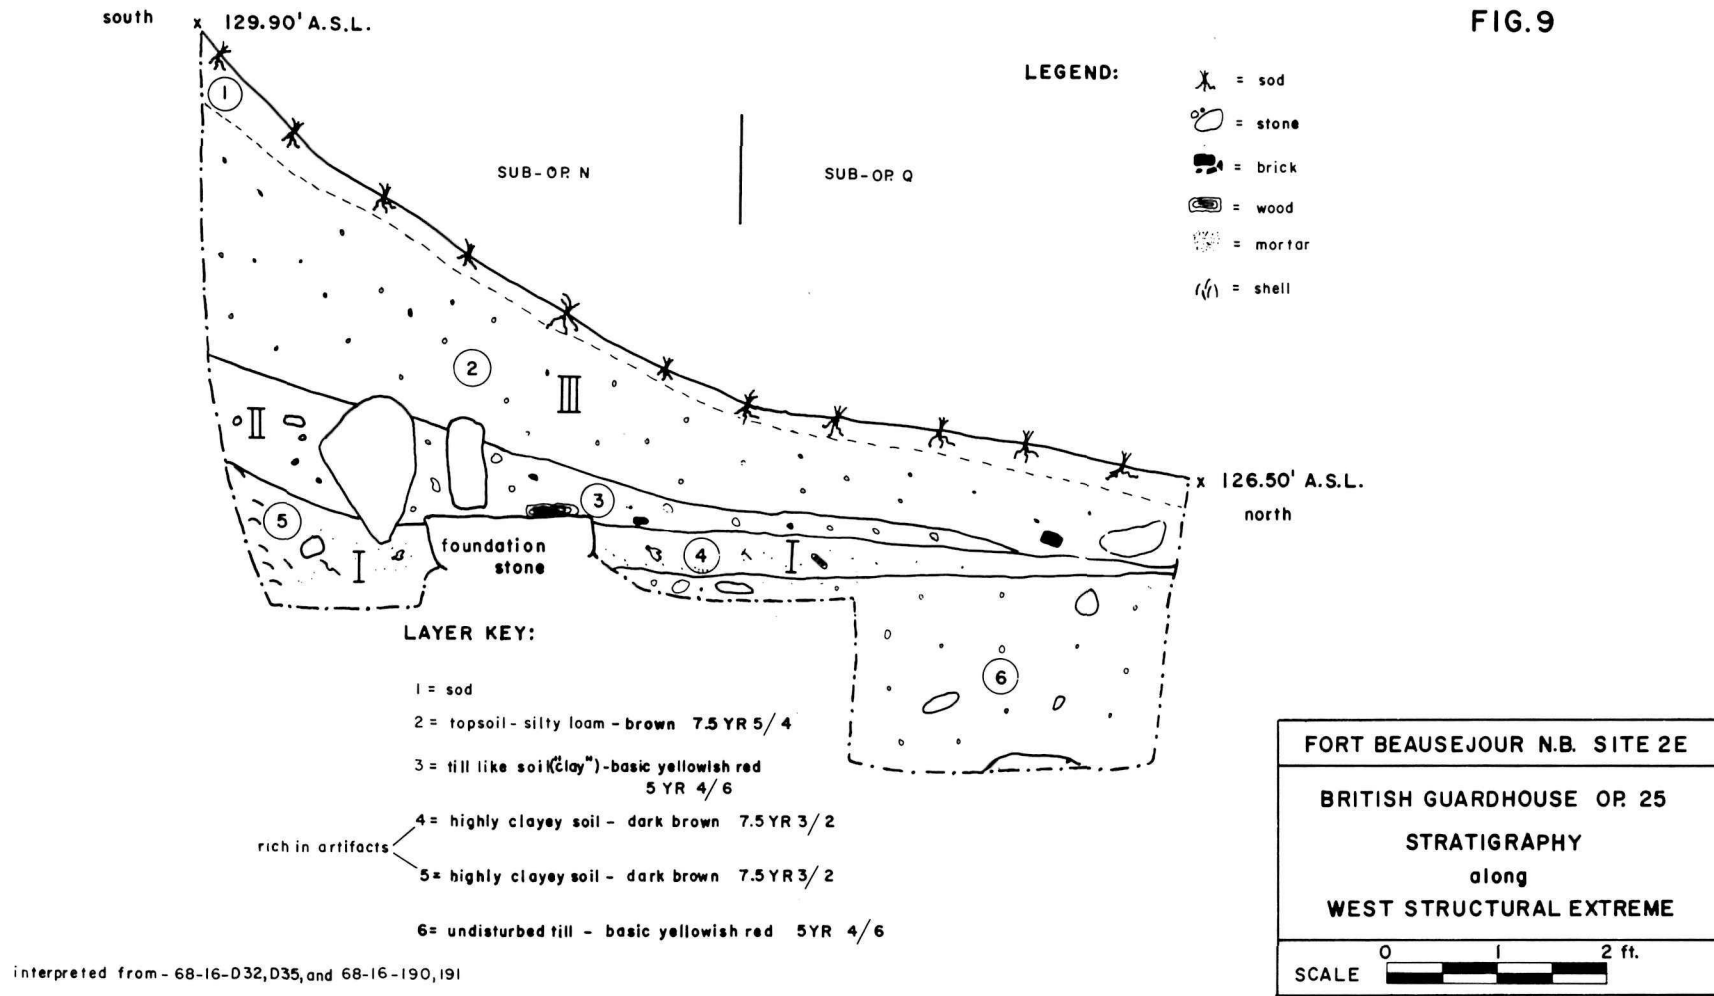 south x 129.90' A.S.L.
FIG.9
LEGEND:
= sod
= stone
= brick
= wood
= mortar
= shell
1
SUB-OP. N
SUB-OP. Q
2
III
II
x 126.50' A.S.L.
north
3
5
foundation
stone
I
4
I
6
LAYER KEY:
1 = sod
2 = topsoil - silty loam - brown 7.5 YR 5/4
3 = till like soil ("clay") - basic yellowish red
5 YR 4/6
4 = highly clayey soil - dark brown 7.5 YR 3/2
rich in artifacts
5 = highly clayey soil - dark brown 7.5 YR 3/2
6 = undisturbed till - basic yellowish red 5YR 4/6
interpreted from - 68-16-D32, D35, and 68-16-190, 191
FORT BEAUSEJOUR N.B. SITE 2E
BRITISH GUARDHOUSE OP. 25
STRATIGRAPHY
along
WEST STRUCTURAL EXTREME
0 1 2 ft.
SCALE